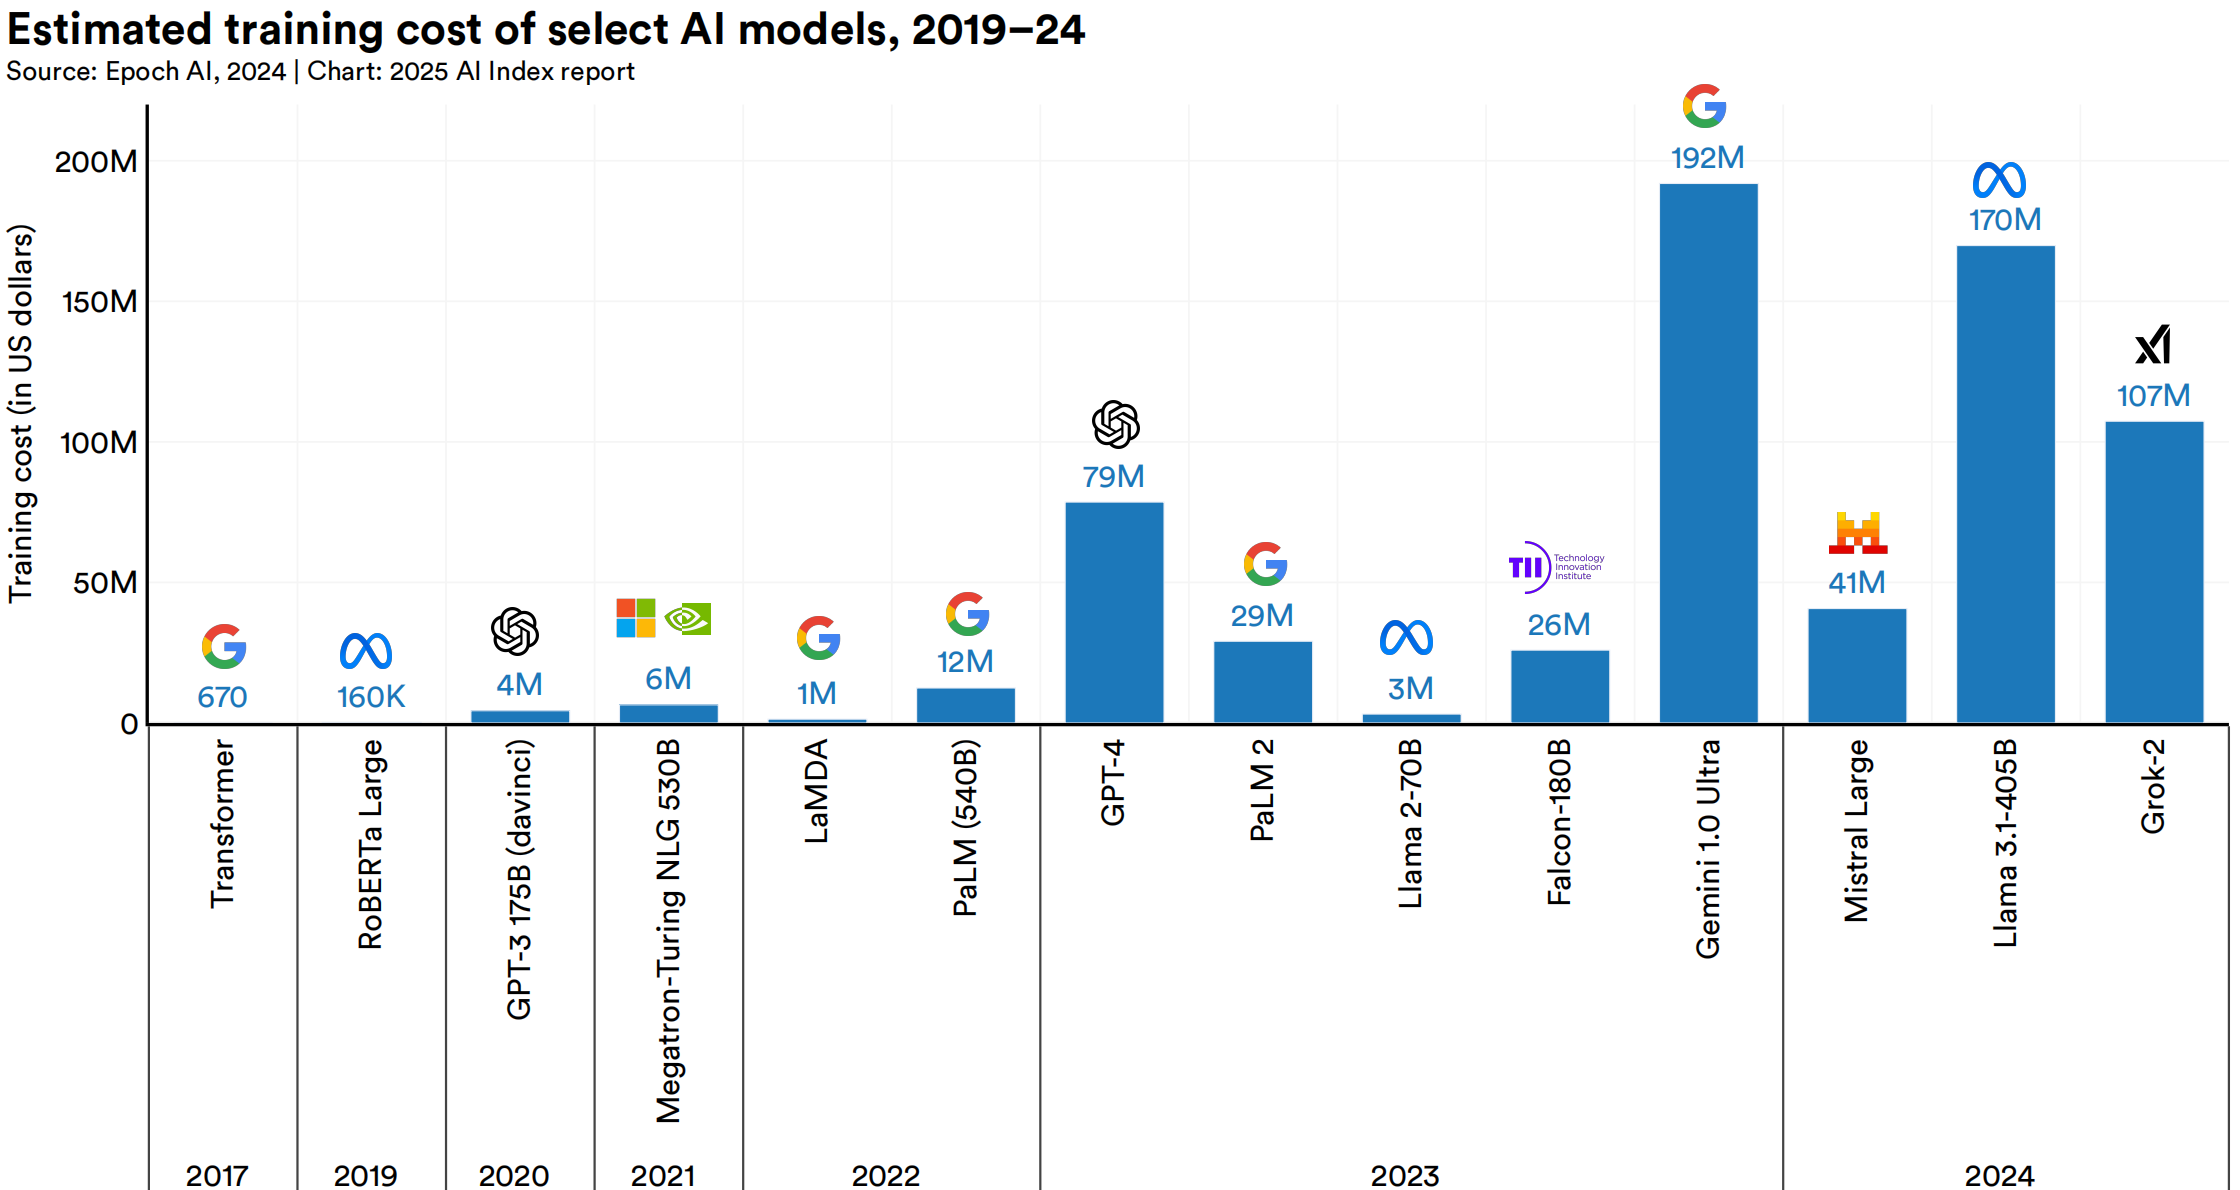 Estimated training cost of select AI models, 2019–24
Source: Epoch AI, 2024 | Chart: 2025 AI Index report
Training cost (in US dollars)
200M
150M
100M
50M
0
670
160K
4M
6M
1M
12M
79M
29M
3M
Technology
Innovation
Institute
TII
26M
192M
41M
170M
xI
107M
Transformer
RoBERTa Large
GPT-3 175B (davinci)
Megatron-Turing NLG 530B
LaMDA
PaLM (540B)
GPT-4
PaLM 2
Llama 2-70B
Falcon-180B
Gemini 1.0 Ultra
Mistral Large
Llama 3.1-405B
Grok-2
2017
2019
2020
2021
2022
2023
2024